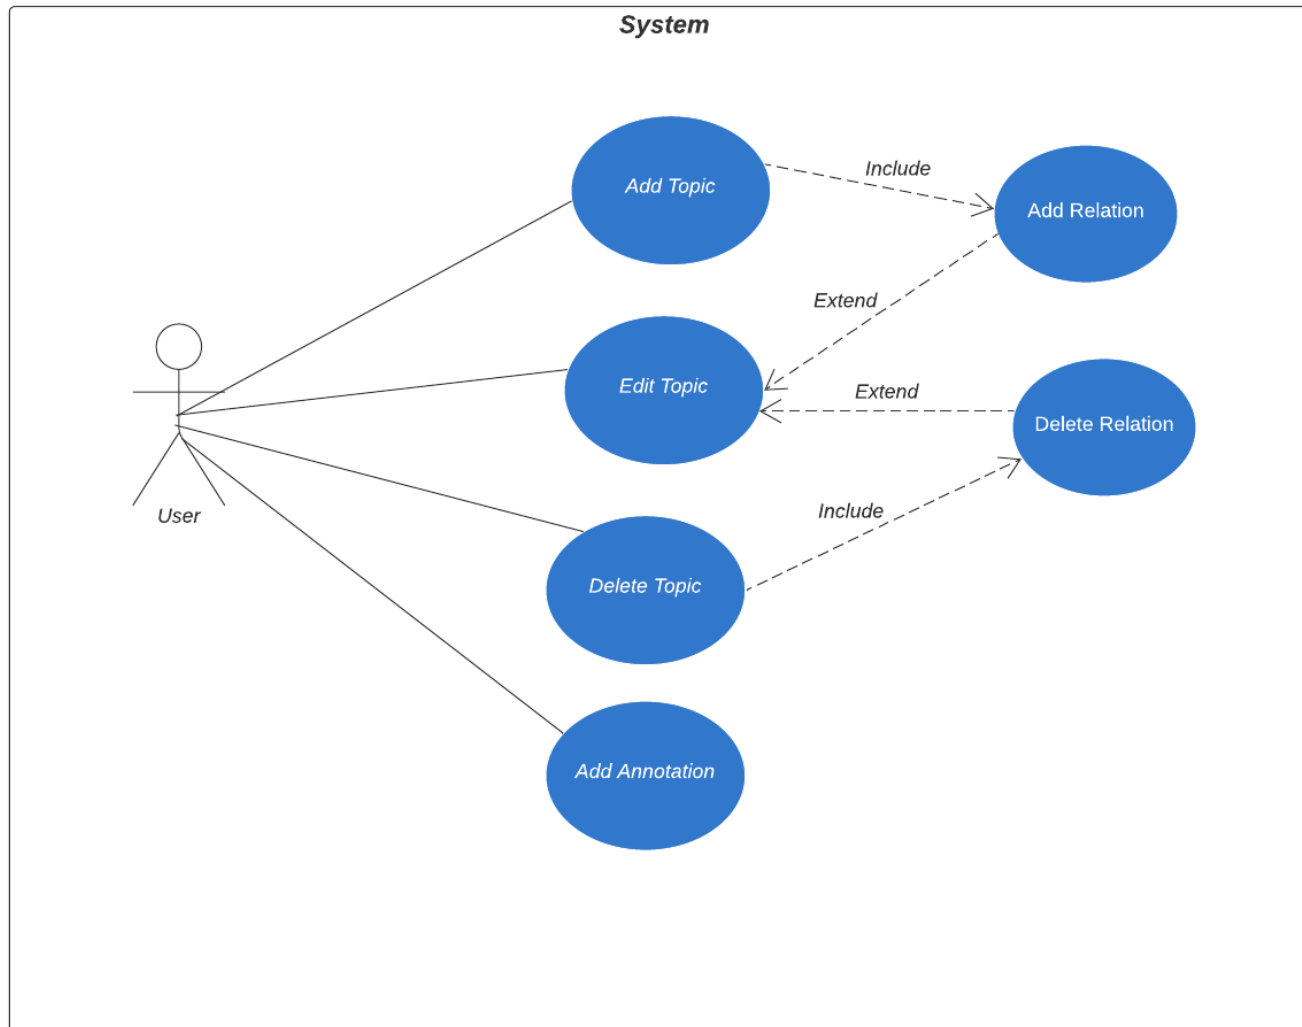 System
Add Topic
Include
Add Relation
Extend
Edit Topic
Extend
Delete Relation
Include
User
Delete Topic
Add Annotation